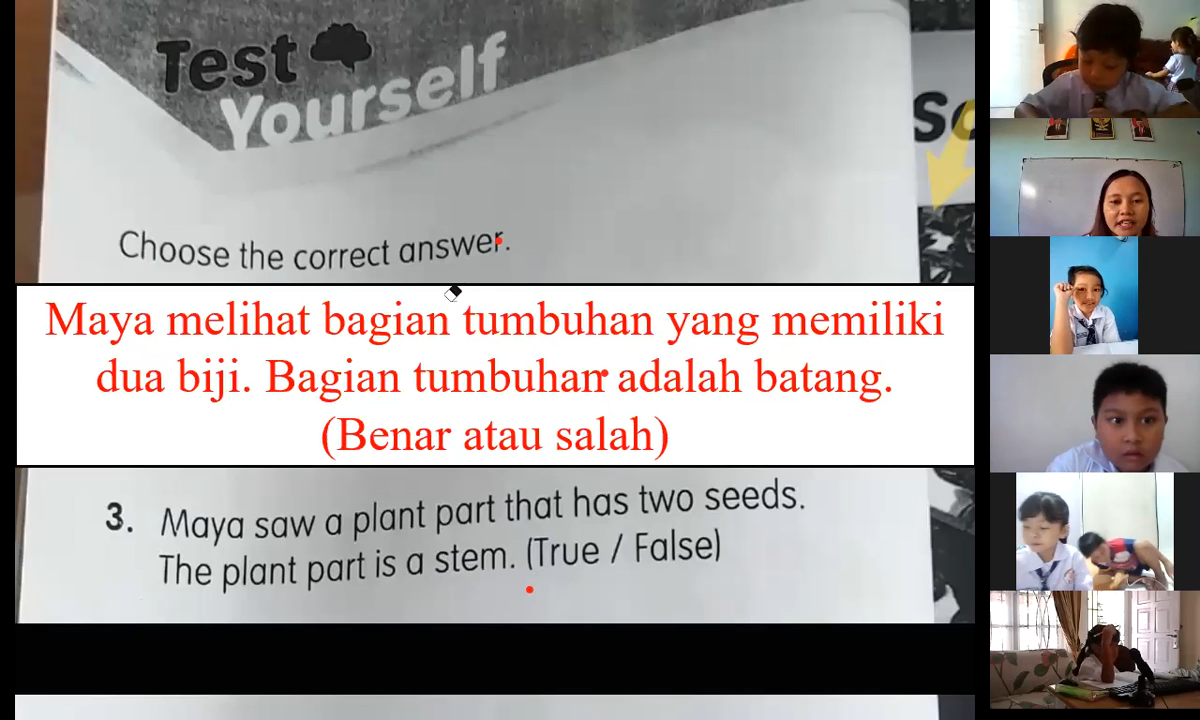 Test
Yourself
Choose the correct answer.
Maya melihat bagian tumbuhan yang memiliki
dua biji. Bagian tumbuhan adalah batang.
(Benar atau salah)
3. Maya saw a plant part that has two seeds.
The plant part is a stem. (True / False)